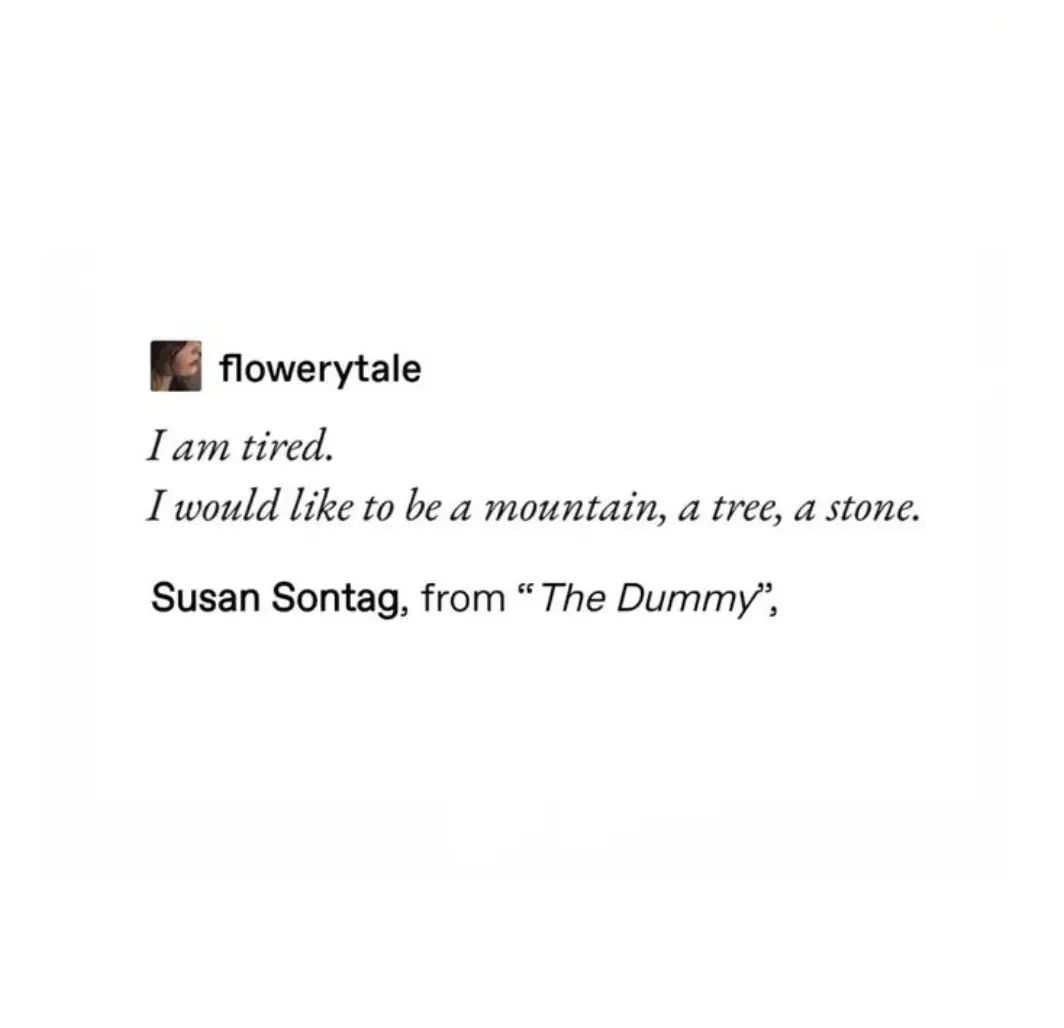 flowerytale
I am tired.
I would like to be a mountain, a tree, a stone.
Susan Sontag, from “ The Dummy”,